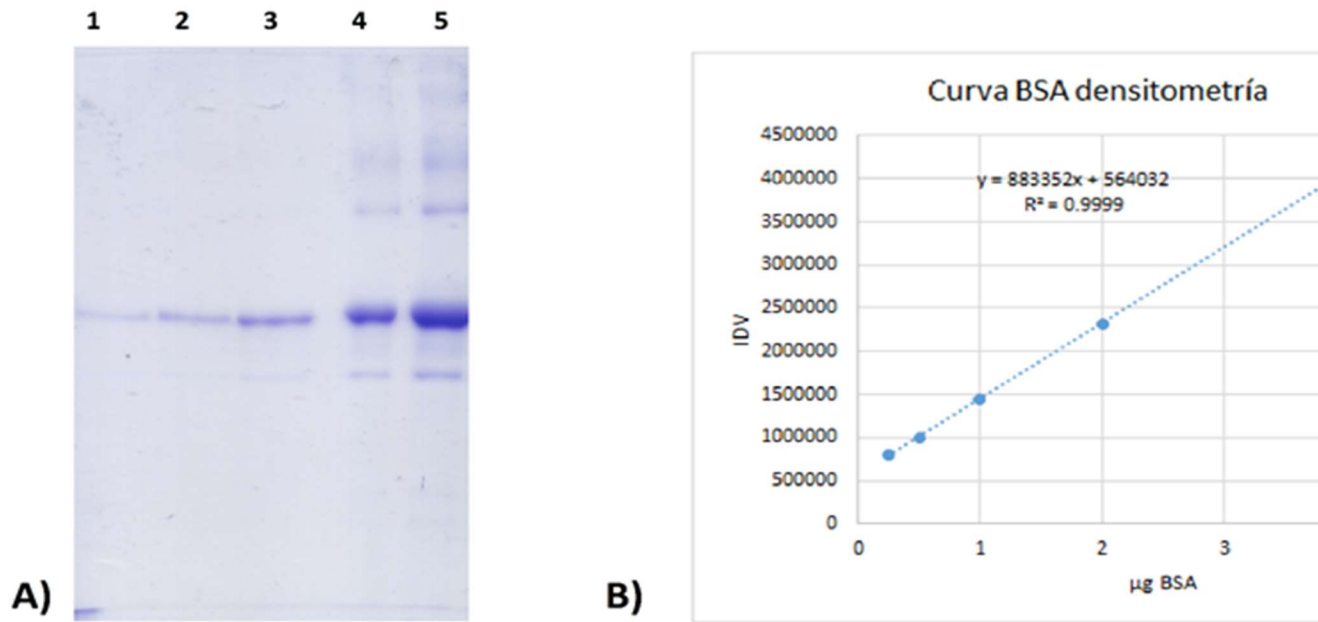 1 2 3 4 5
A)
B)
Curva BSA densitometría
y = 883352x + 564032
R² = 0.9999
4500000
4000000
3500000
3000000
2500000
2000000
1500000
1000000
500000
0
IDV
0 1 2 3
µg BSA